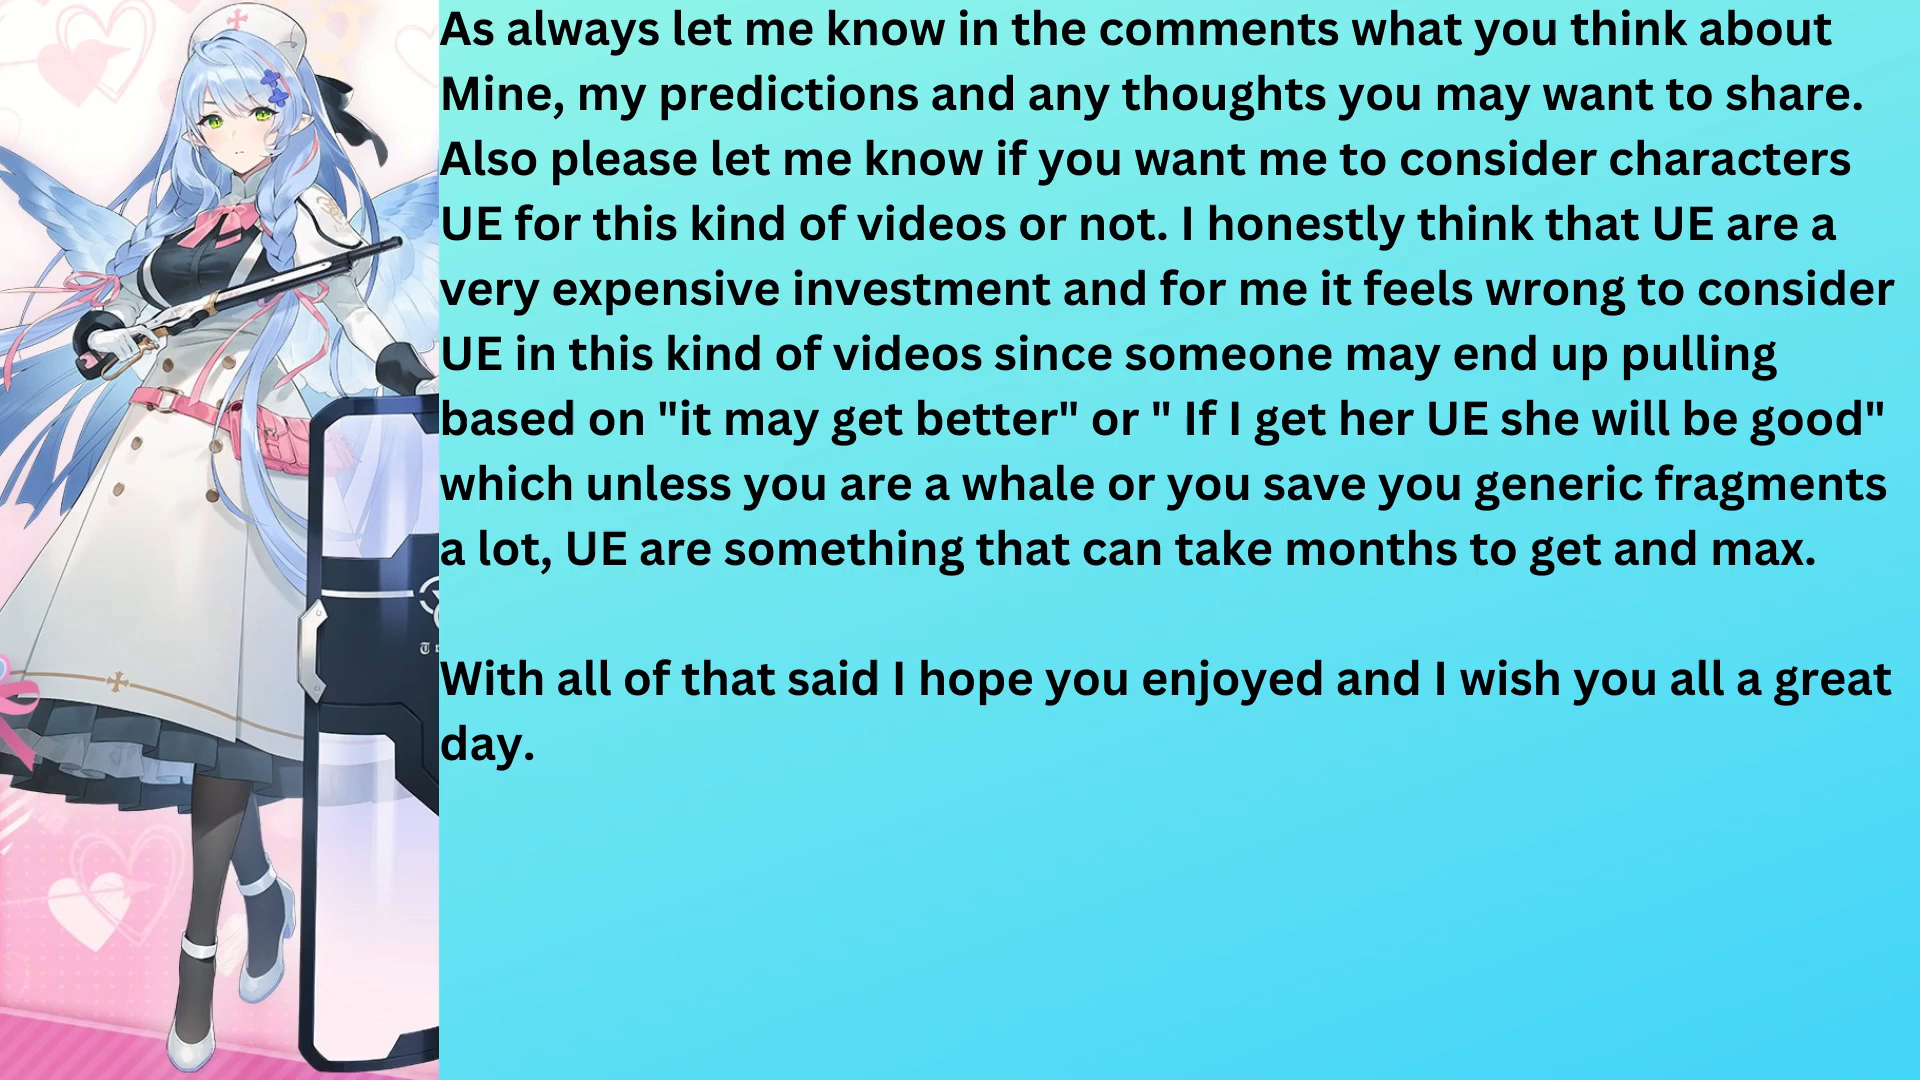 As always let me know in the comments what you think about
Mine, my predictions and any thoughts you may want to share.
Also please let me know if you want me to consider characters
UE for this kind of videos or not. I honestly think that UE are a
very expensive investment and for me it feels wrong to consider
UE in this kind of videos since someone may end up pulling
based on "it may get better" or " If I get her UE she will be good"
which unless you are a whale or you save you generic fragments
a lot, UE are something that can take months to get and max.
With all of that said I hope you enjoyed and I wish you all a great
day.